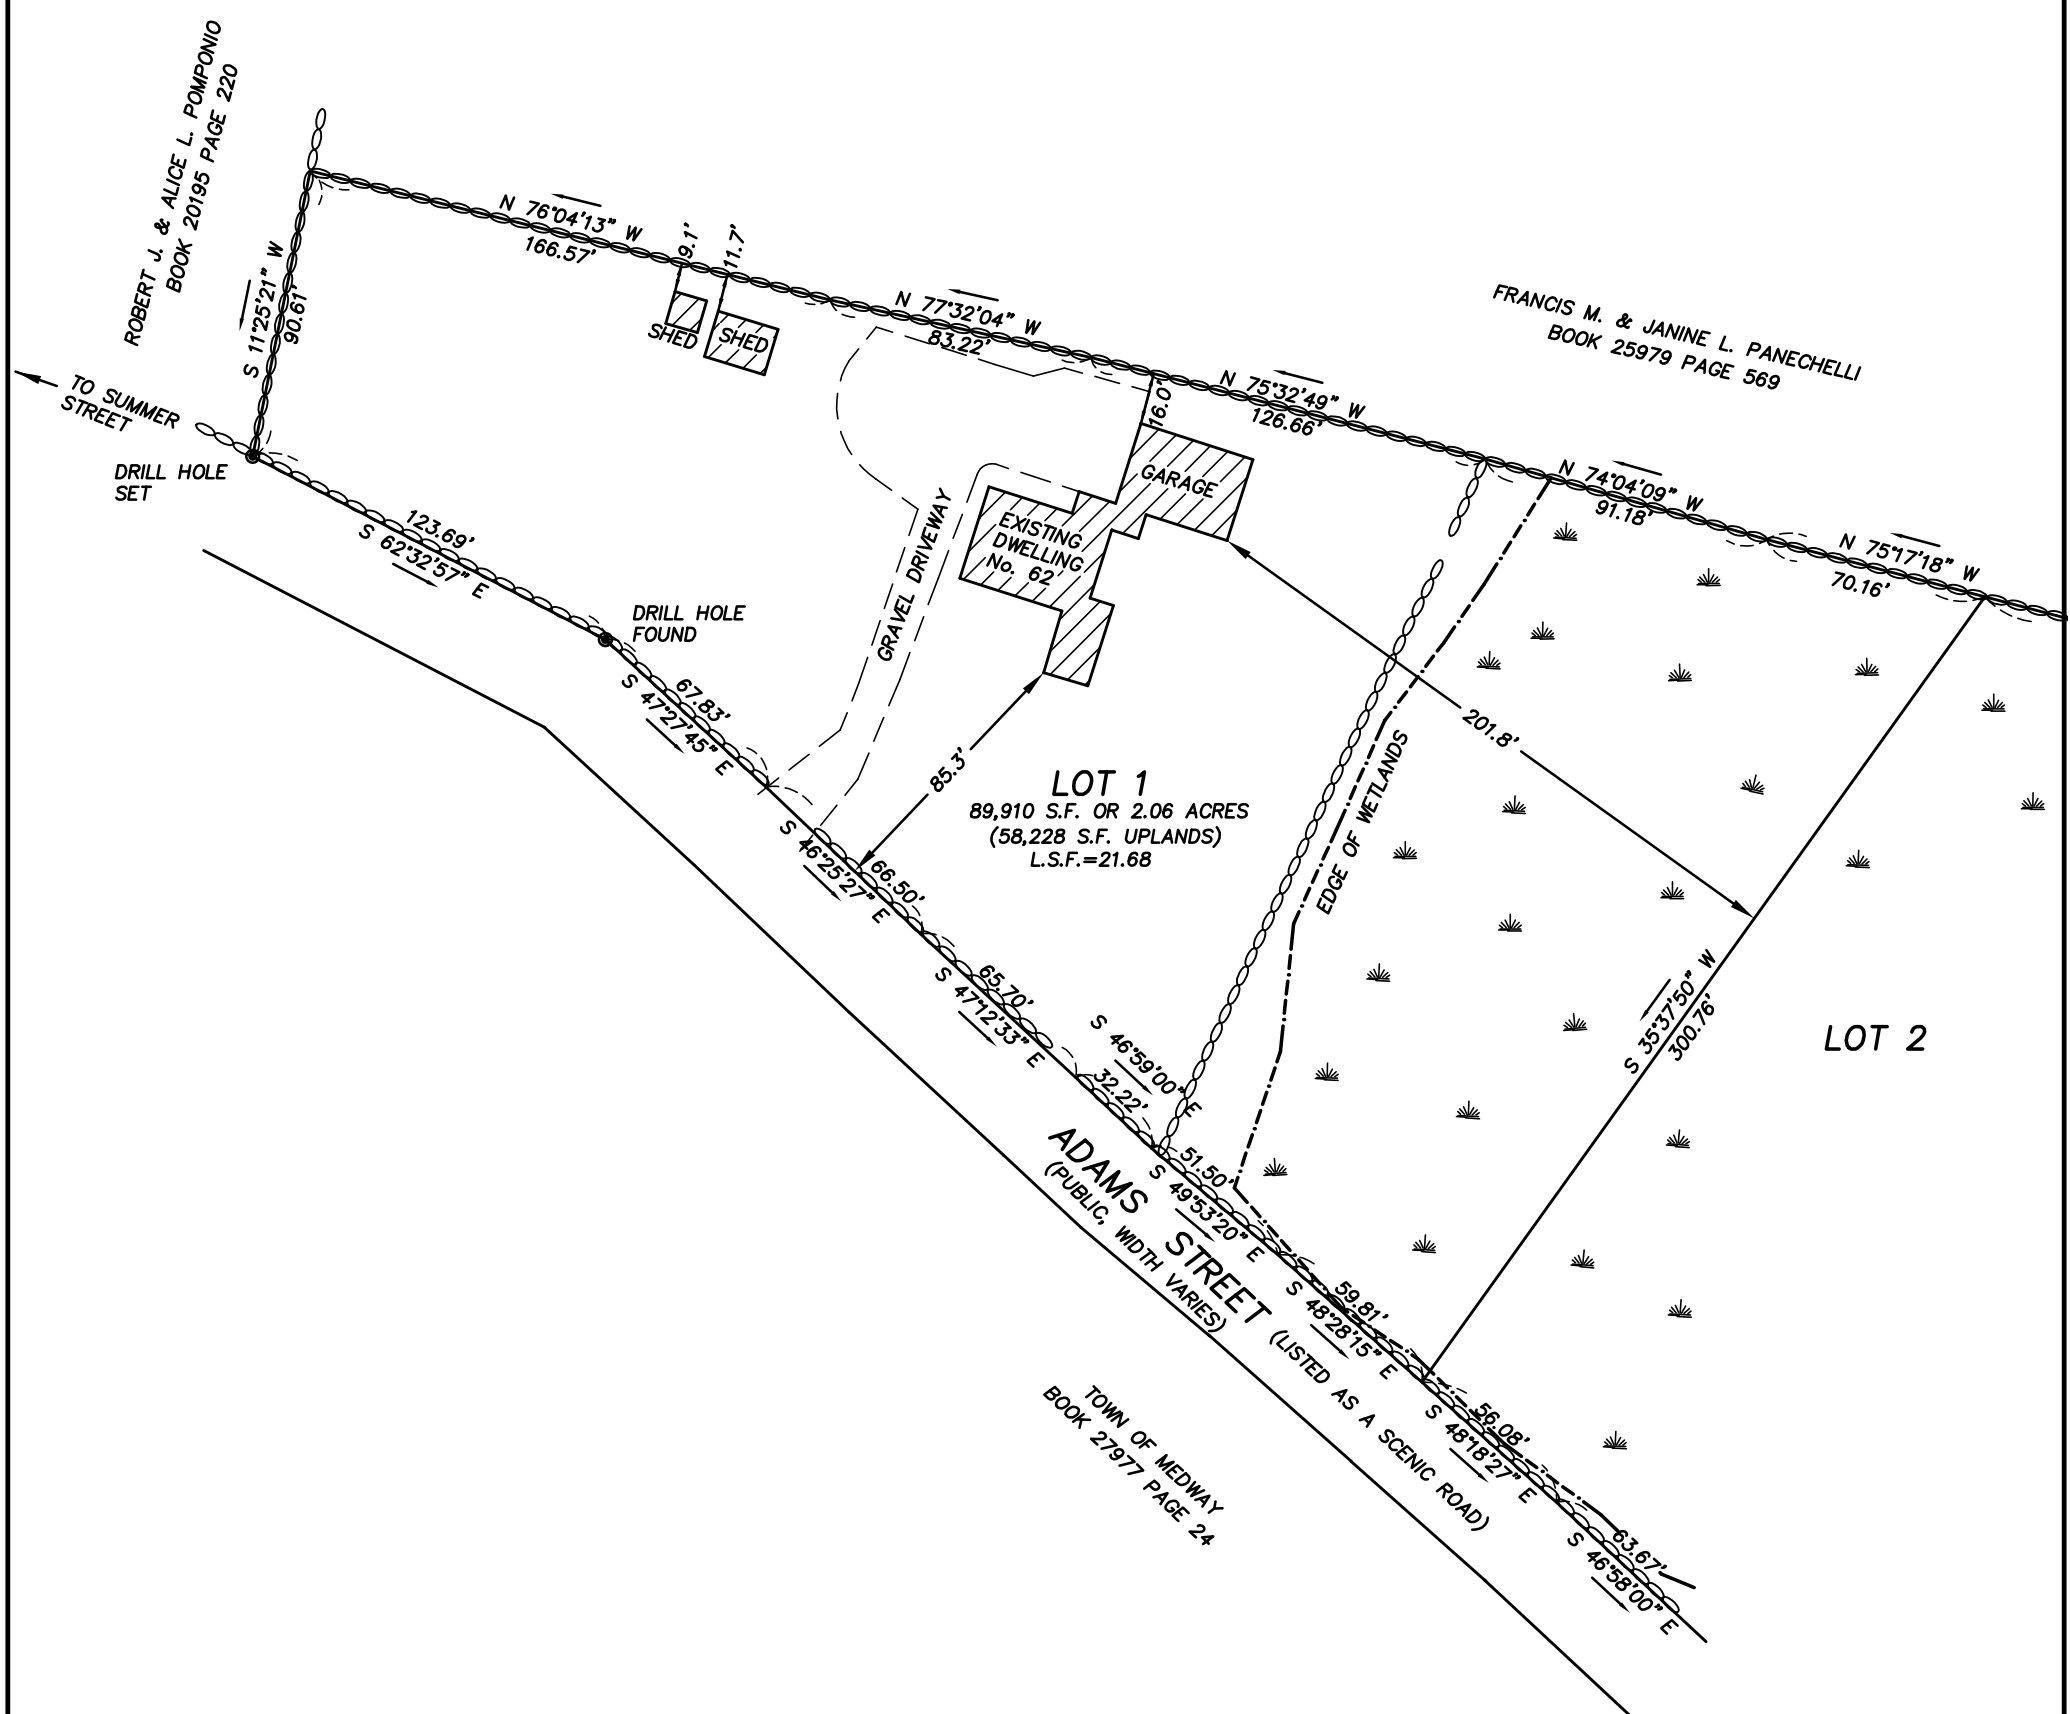 ROBERT J. & ALICE L. POMPONIO
BOOK 20195 PAGE 220
N 76°04'13" W
166.57'
9.1'
11.7'
SHED
SHED
N 77°32'04" W
83.22'
FRANCIS M. & JANINE L. PANECHELLI
BOOK 25979 PAGE 569
N 75°32'49" W
126.66'
16.0'
N 74°04'09" W
91.18'
N 75°17'18" W
70.16'
S 11°25'21" W
90.61'
TO SUMMER
STREET
DRILL HOLE
SET
123.69'
S 62°32'57" E
DRILL HOLE
FOUND
GRAVEL DRIVEWAY
GARAGE
EXISTING
DWELLING
No. 62
67.83'
S 47°27'45" E
85.3'
201.8'
LOT 1
89,910 S.F. OR 2.06 ACRES
(58,228 S.F. UPLANDS)
L.S.F.=21.68
EDGE OF WETLANDS
66.50'
S 46°25'27" E
65.70'
S 47°12'33" E
S 46°59'00" E
32.22'
S 35°37'50" W
300.76'
LOT 2
51.50'
S 49°53'20" E
ADAMS STREET (LISTED AS A SCENIC ROAD)
(PUBLIC, WIDTH VARIES)
59.81'
S 48°28'15" E
56.08'
S 48°18'27" E
TOWN OF MEDWAY
BOOK 27977 PAGE 24
63.67'
S 46°58'00" E